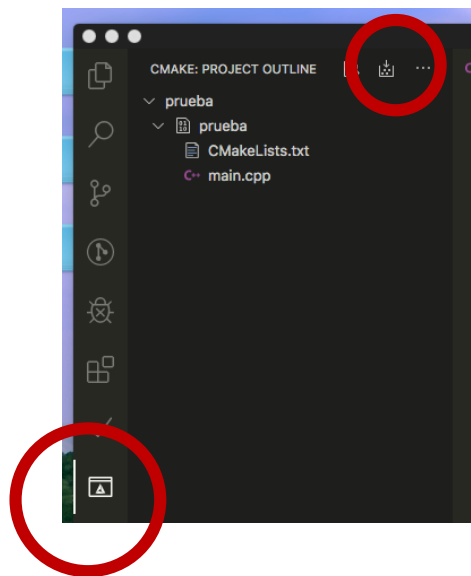 CMAKE: PROJECT OUTLINE
prueba
prueba
CMakeLists.txt
C++ main.cpp